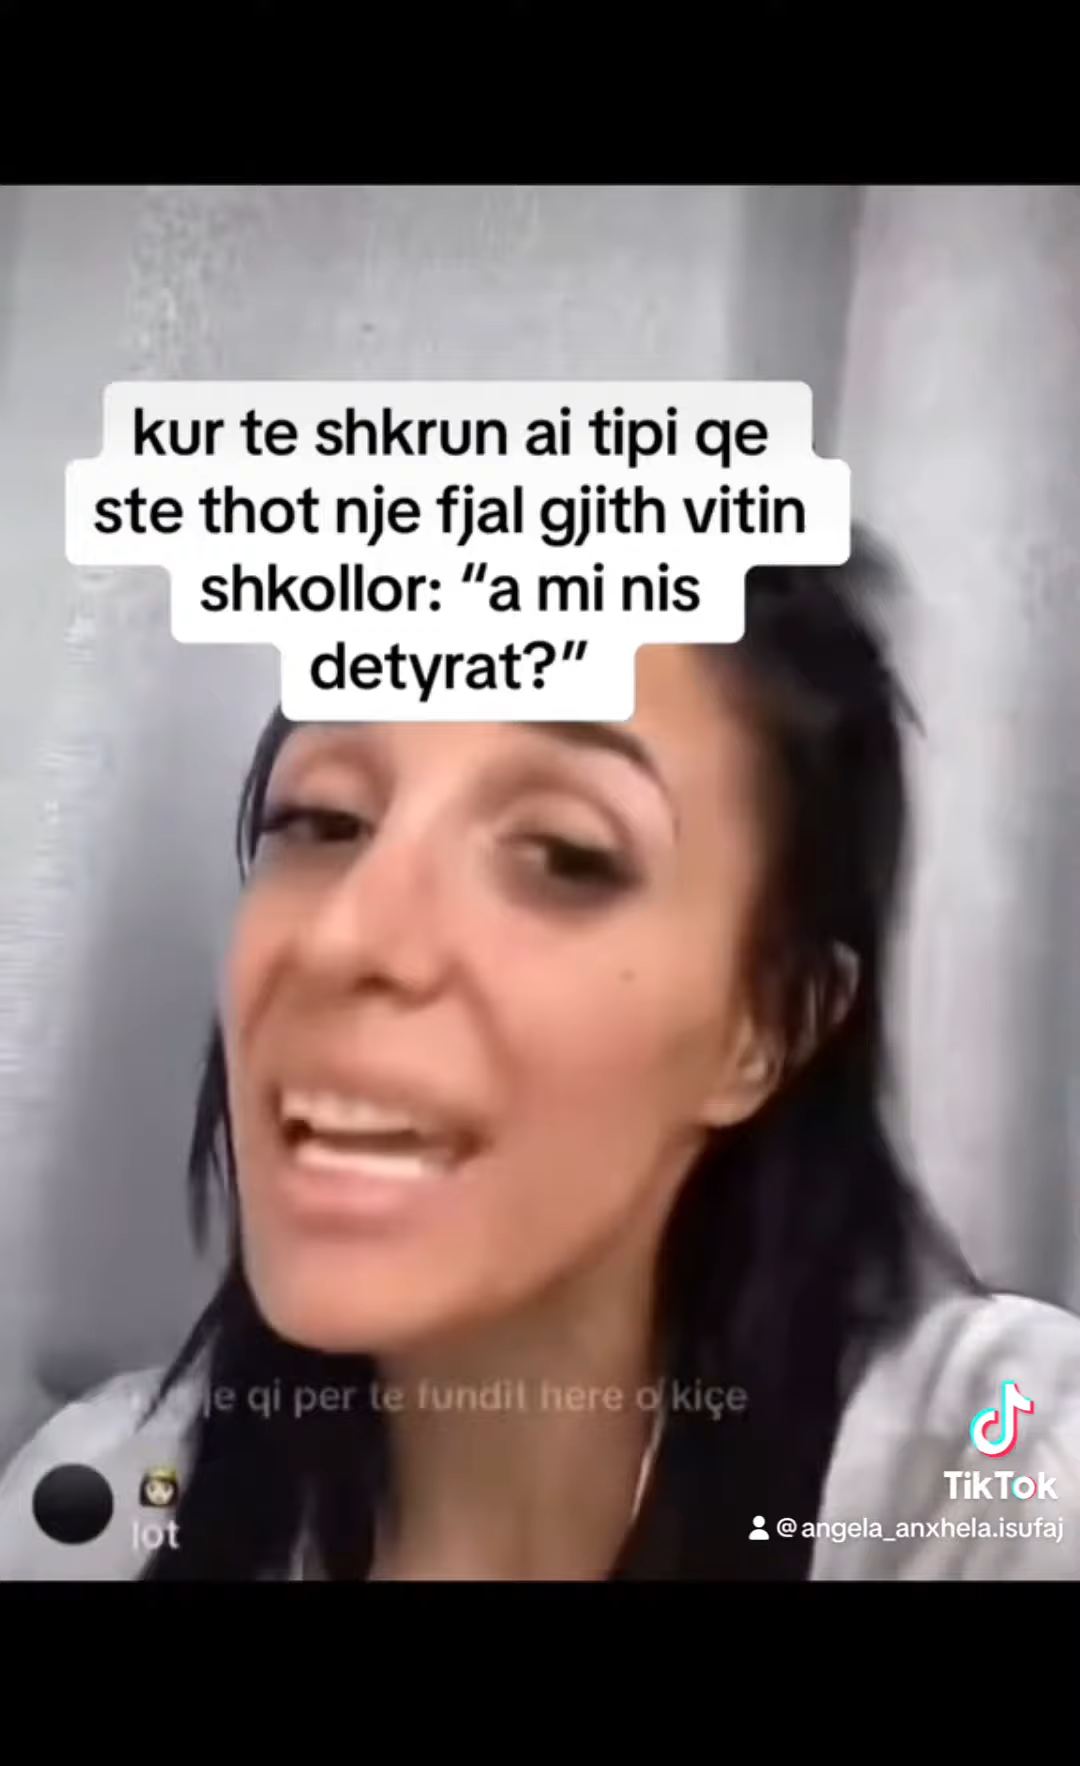 kur te shkrun ai tipi qe
ste thot nje fjal gjith vitin
shkollor: “a mi nis
detyrat?”
je qi per te fundit here o kiçe
lot
TikTok
@angela_anxhela.isufaj